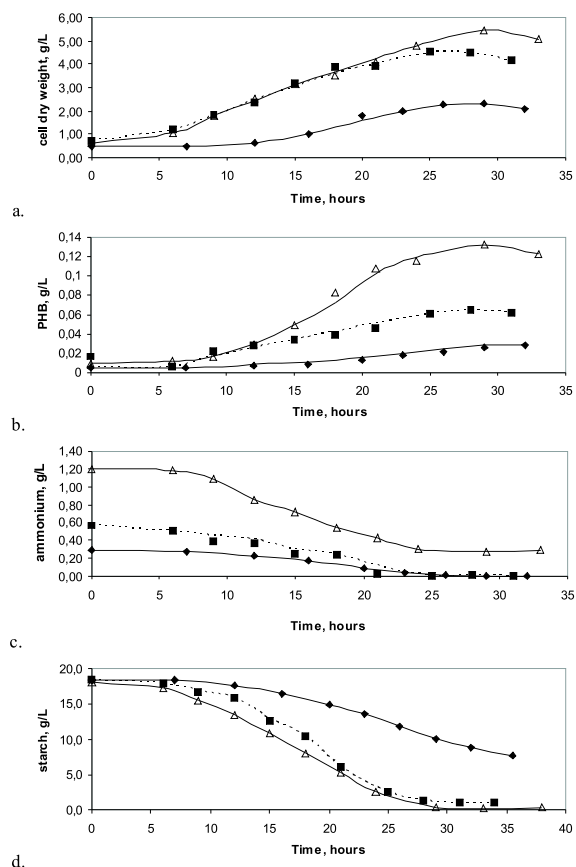 6,00
5,00
4,00
3,00
2,00
1,00
0,00
cell dry weight, g/L
0 5 10 15 20 25 30 35
Time, hours
a.
0,14
0,12
0,1
0,08
0,06
0,04
0,02
0
PHB, g/L
0 5 10 15 20 25 30 35
Time, hours
b.
1,40
1,20
1,00
0,80
0,60
0,40
0,20
0,00
ammonium, g/L
0 5 10 15 20 25 30 35
Time, hours
c.
20,0
15,0
10,0
5,0
0,0
starch, g/L
0 5 10 15 20 25 30 35 40
Time, hours
d.